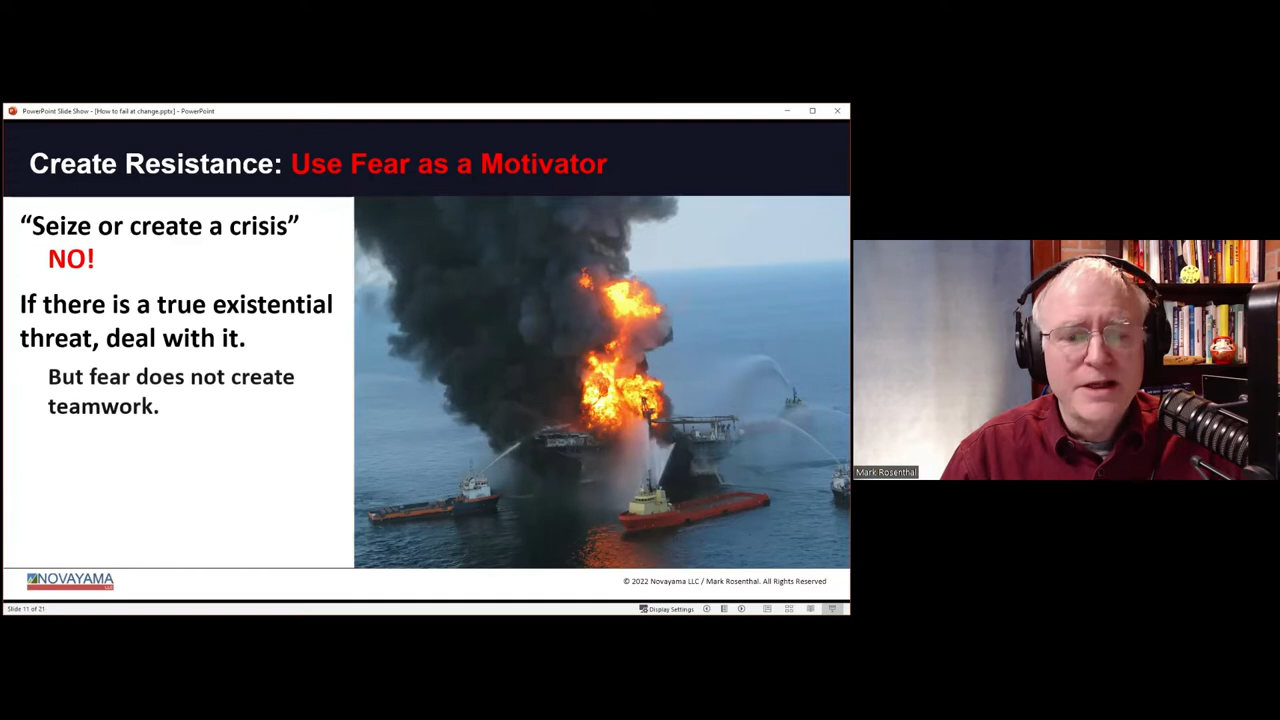 PowerPoint Slide Show - [How to fail at change.pptx] - PowerPoint
Create Resistance: Use Fear as a Motivator
“Seize or create a crisis”
NO!
If there is a true existential
threat, deal with it.
But fear does not create
teamwork.
NOVAYAMA
LLC
© 2022 Novayama LLC / Mark Rosenthal. All Rights Reserved
Slide 11 of 21
Display Settings
Mark Rosenthal